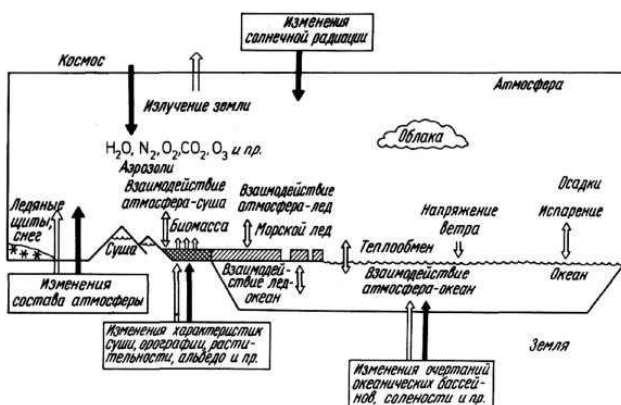 Изменения
солнечной радиации
Космос
Атмосфера
Излучение земли
Облака
H₂O, N₂, O₂, CO₂, O₃ и пр.
Аэрозоли
Взаимодействие
атмосфера-суша
Взаимодействие
атмосфера-лед
Осадки
Ледяные
щиты,
снег
Биомасса
Морской лед
Напряжение
ветра
Испарение
Суша
Теплообмен
Взаимодей-
ствие лед-
океан
Взаимодействие
атмосфера-океан
Океан
Изменения
состава атмосферы
Изменения характеристик
суши, орографии, расти-
тельности, альбедо и пр.
Земля
Изменения очертаний
океанических бассей-
нов, солености и пр.